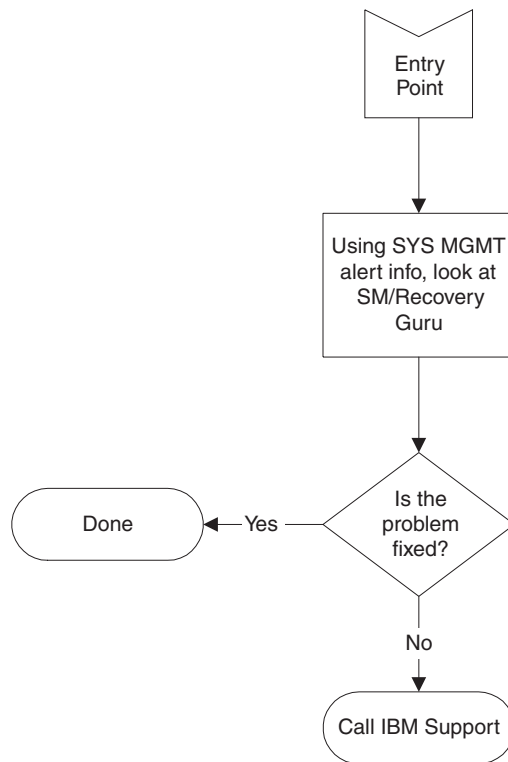 Entry
Point
Using SYS MGMT
alert info, look at
SM/Recovery
Guru
Is the
problem
fixed?
Yes
Done
No
Call IBM Support